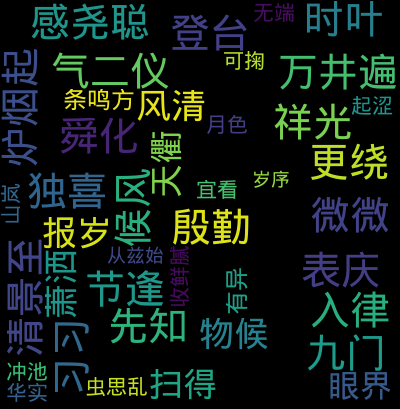 感尧聪
登台
无端
时叶
炉烟起
气二仪
可掬
万井遍
条鸣方
风清
祥光
起涩
舜化
月色
天衢
更绕
山岚
独喜
候风
宜看
岁序
微微
报岁
殷勤
清景至
萧洒
从兹始
收鲜腻
表庆
节逢
有异
入律
习习
先知
物候
九门
冲池
华实
虫思乱
扫得
眼界